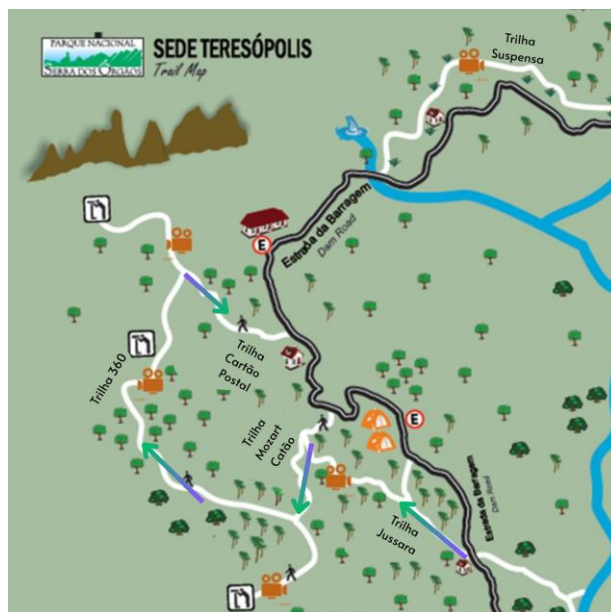 PARQUE NACIONAL
SERRA DOS ÓRGÃOS
SEDE TERESÓPOLIS
Trail Map
Trilha
Suspensa
Estrada da Barragem
Dam Road
E
Trilha
Cartão
Postal
Trilha 360
Trilha
Mozart
Catão
E
Estrada da Barragem
Dam Road
Trilha
Jussara